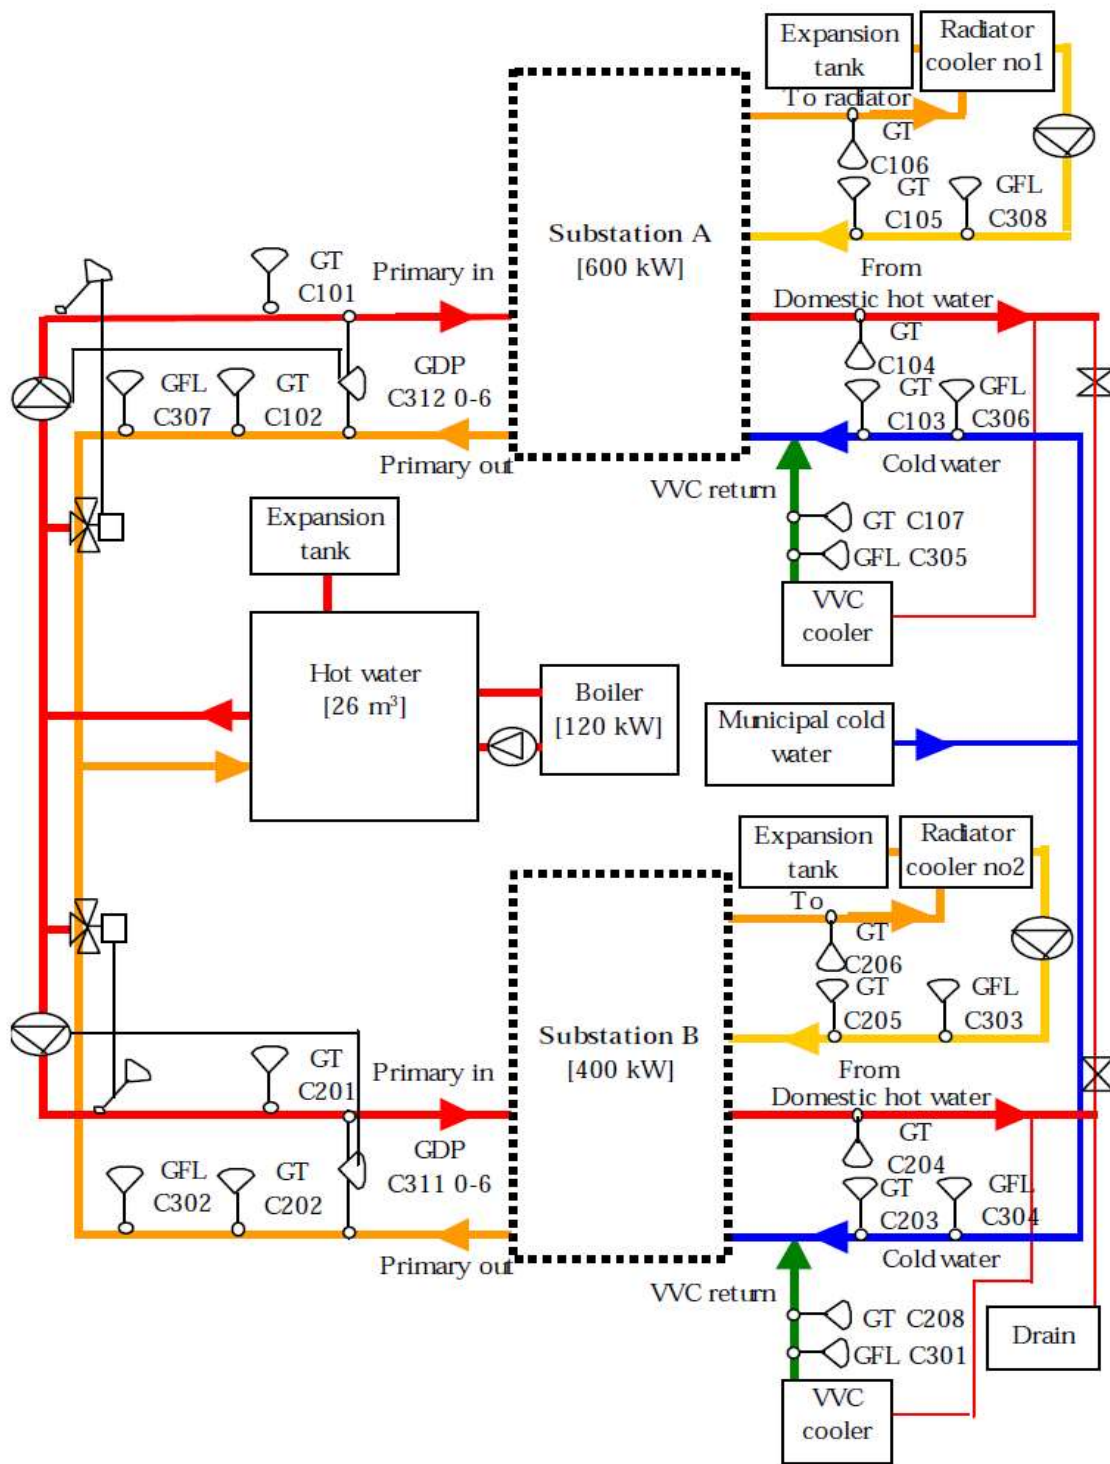 Expansion
tank
Radiator
cooler no1
To radiator
GT
C106
GT
C105
GFL
C308
Substation A
[600 kW]
From
Domestic hot water
GT
C101
Primary in
GT
C104
GFL
C307
GT
C102
GDP
C312 0-6
GT
C103
GFL
C306
Primary out
Cold water
VVC return
Expansion
tank
GT C107
GFL C305
VVC
cooler
Hot water
[26 m³]
Boiler
[120 kW]
Municipal cold
water
Expansion
tank
Radiator
cooler no2
To
GT
C206
GT
C205
GFL
C303
Substation B
[400 kW]
From
Domestic hot water
GT
C201
Primary in
GT
C204
GFL
C302
GT
C202
GDP
C311 0-6
GT
C203
GFL
C304
Primary out
Cold water
VVC return
GT C208
GFL C301
Drain
VVC
cooler